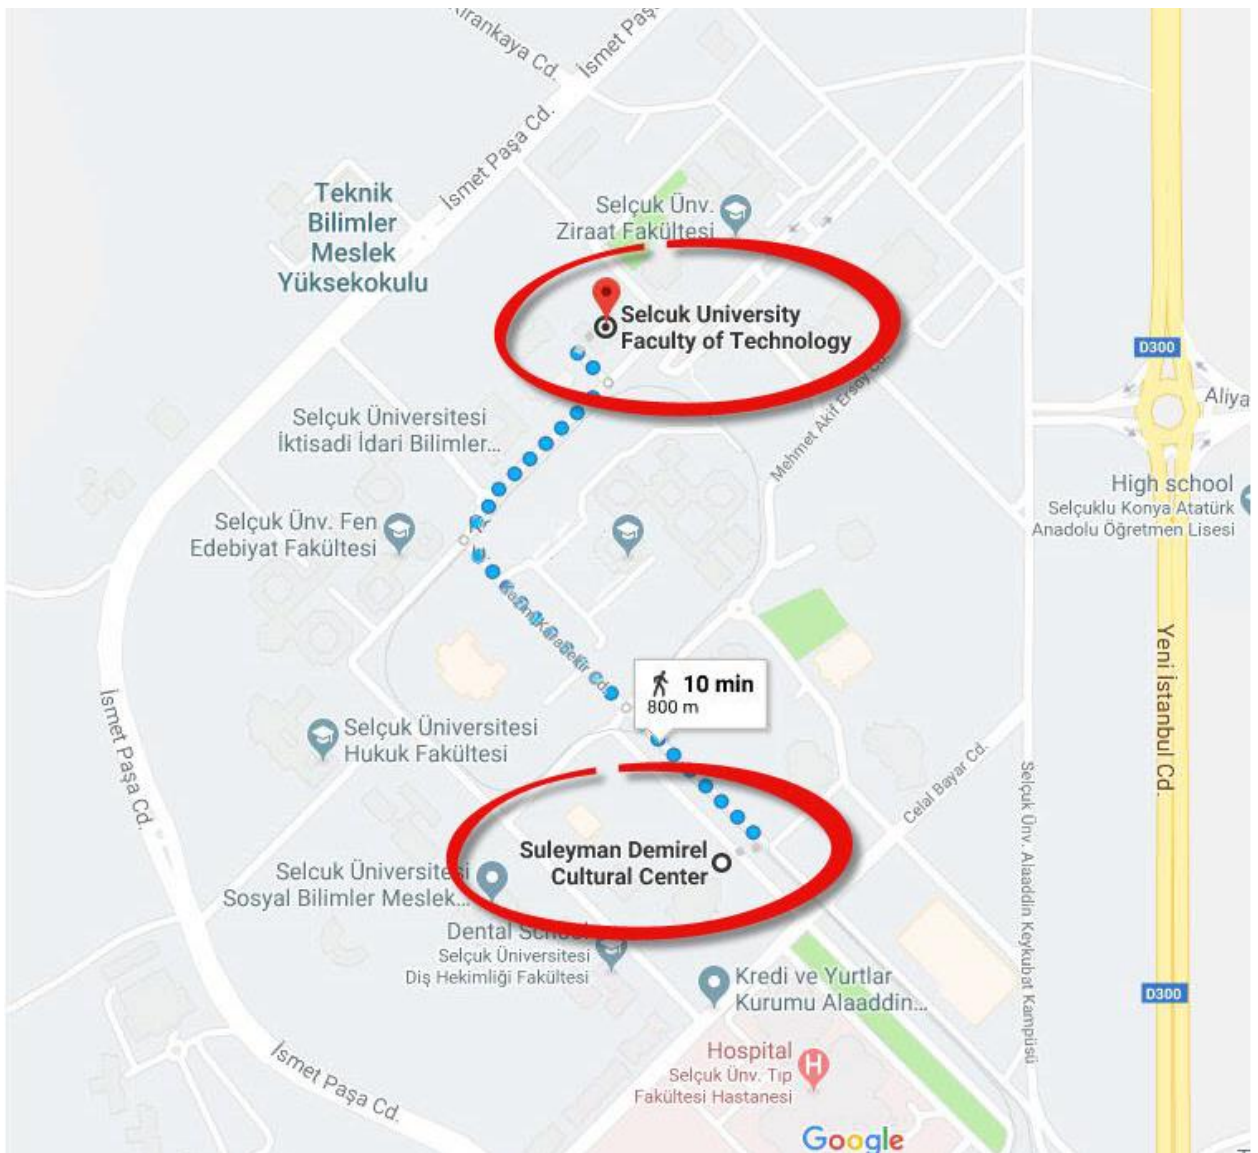 Kırankaya Cd.
İsmet Paşa
İsmet Paşa Cd.
Teknik
Bilimler
Meslek
Yüksekokulu
Selçuk Ünv.
Ziraat Fakültesi
Selcuk University
Faculty of Technology
D300
Aliya
Mehmet Akif Ersoy Cd.
Selçuk Üniversitesi
İktisadi İdari Bilimler...
High school
Selçuklu Konya Atatürk
Anadolu Öğretmen Lisesi
Selçuk Ünv. Fen
Edebiyat Fakültesi
Kazım Karabekir Cd.
Yeni İstanbul Cd.
10 min
800 m
İsmet Paşa Cd.
Selçuk Üniversitesi
Hukuk Fakültesi
Celal Bayar Cd.
Selçuk Ünv. Alaaddin Keykubat Kampüsü
Suleyman Demirel
Cultural Center
Selcuk Üniversitesi
Sosyal Bilimler Meslek...
Dental School
Selçuk Üniversitesi
Diş Hekimliği Fakültesi
Kredi ve Yurtlar
Kurumu Alaaddin...
D300
İsmet Paşa Cd.
Hospital
Selçuk Ünv. Tıp
Fakültesi Hastanesi
Google